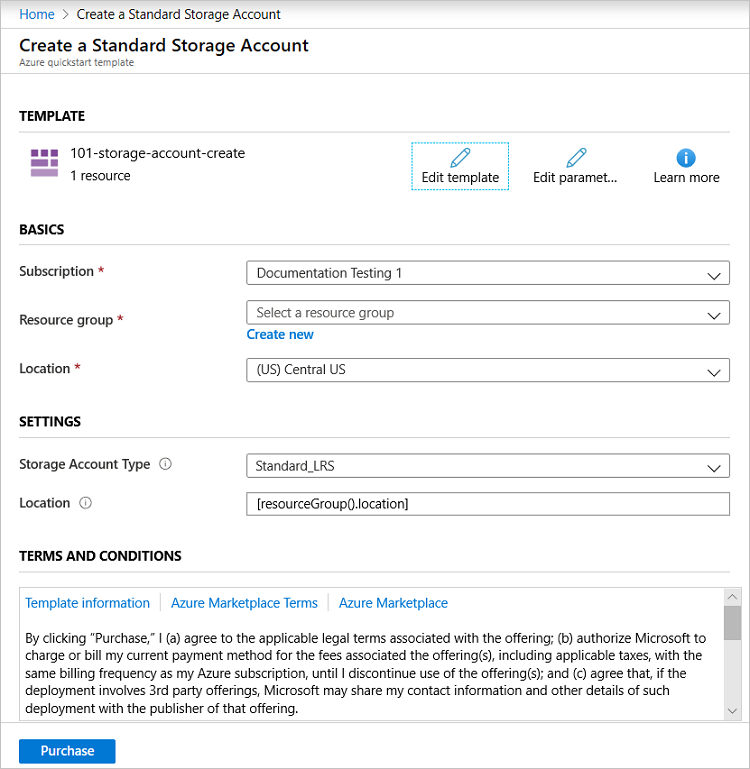 Home > Create a Standard Storage Account
Create a Standard Storage Account
Azure quickstart template
TEMPLATE
101-storage-account-create
1 resource
Edit template
Edit paramet...
Learn more
BASICS
Subscription *
Documentation Testing 1
Resource group *
Select a resource group
Create new
Location *
(US) Central US
SETTINGS
Storage Account Type
Standard_LRS
Location
[resourceGroup().location]
TERMS AND CONDITIONS
Template information | Azure Marketplace Terms | Azure Marketplace
By clicking "Purchase," I (a) agree to the applicable legal terms associated with the offering; (b) authorize Microsoft to
charge or bill my current payment method for the fees associated the offering(s), including applicable taxes, with the
same billing frequency as my Azure subscription, until I discontinue use of the offering(s); and (c) agree that, if the
deployment involves 3rd party offerings, Microsoft may share my contact information and other details of such
deployment with the publisher of that offering.
Purchase